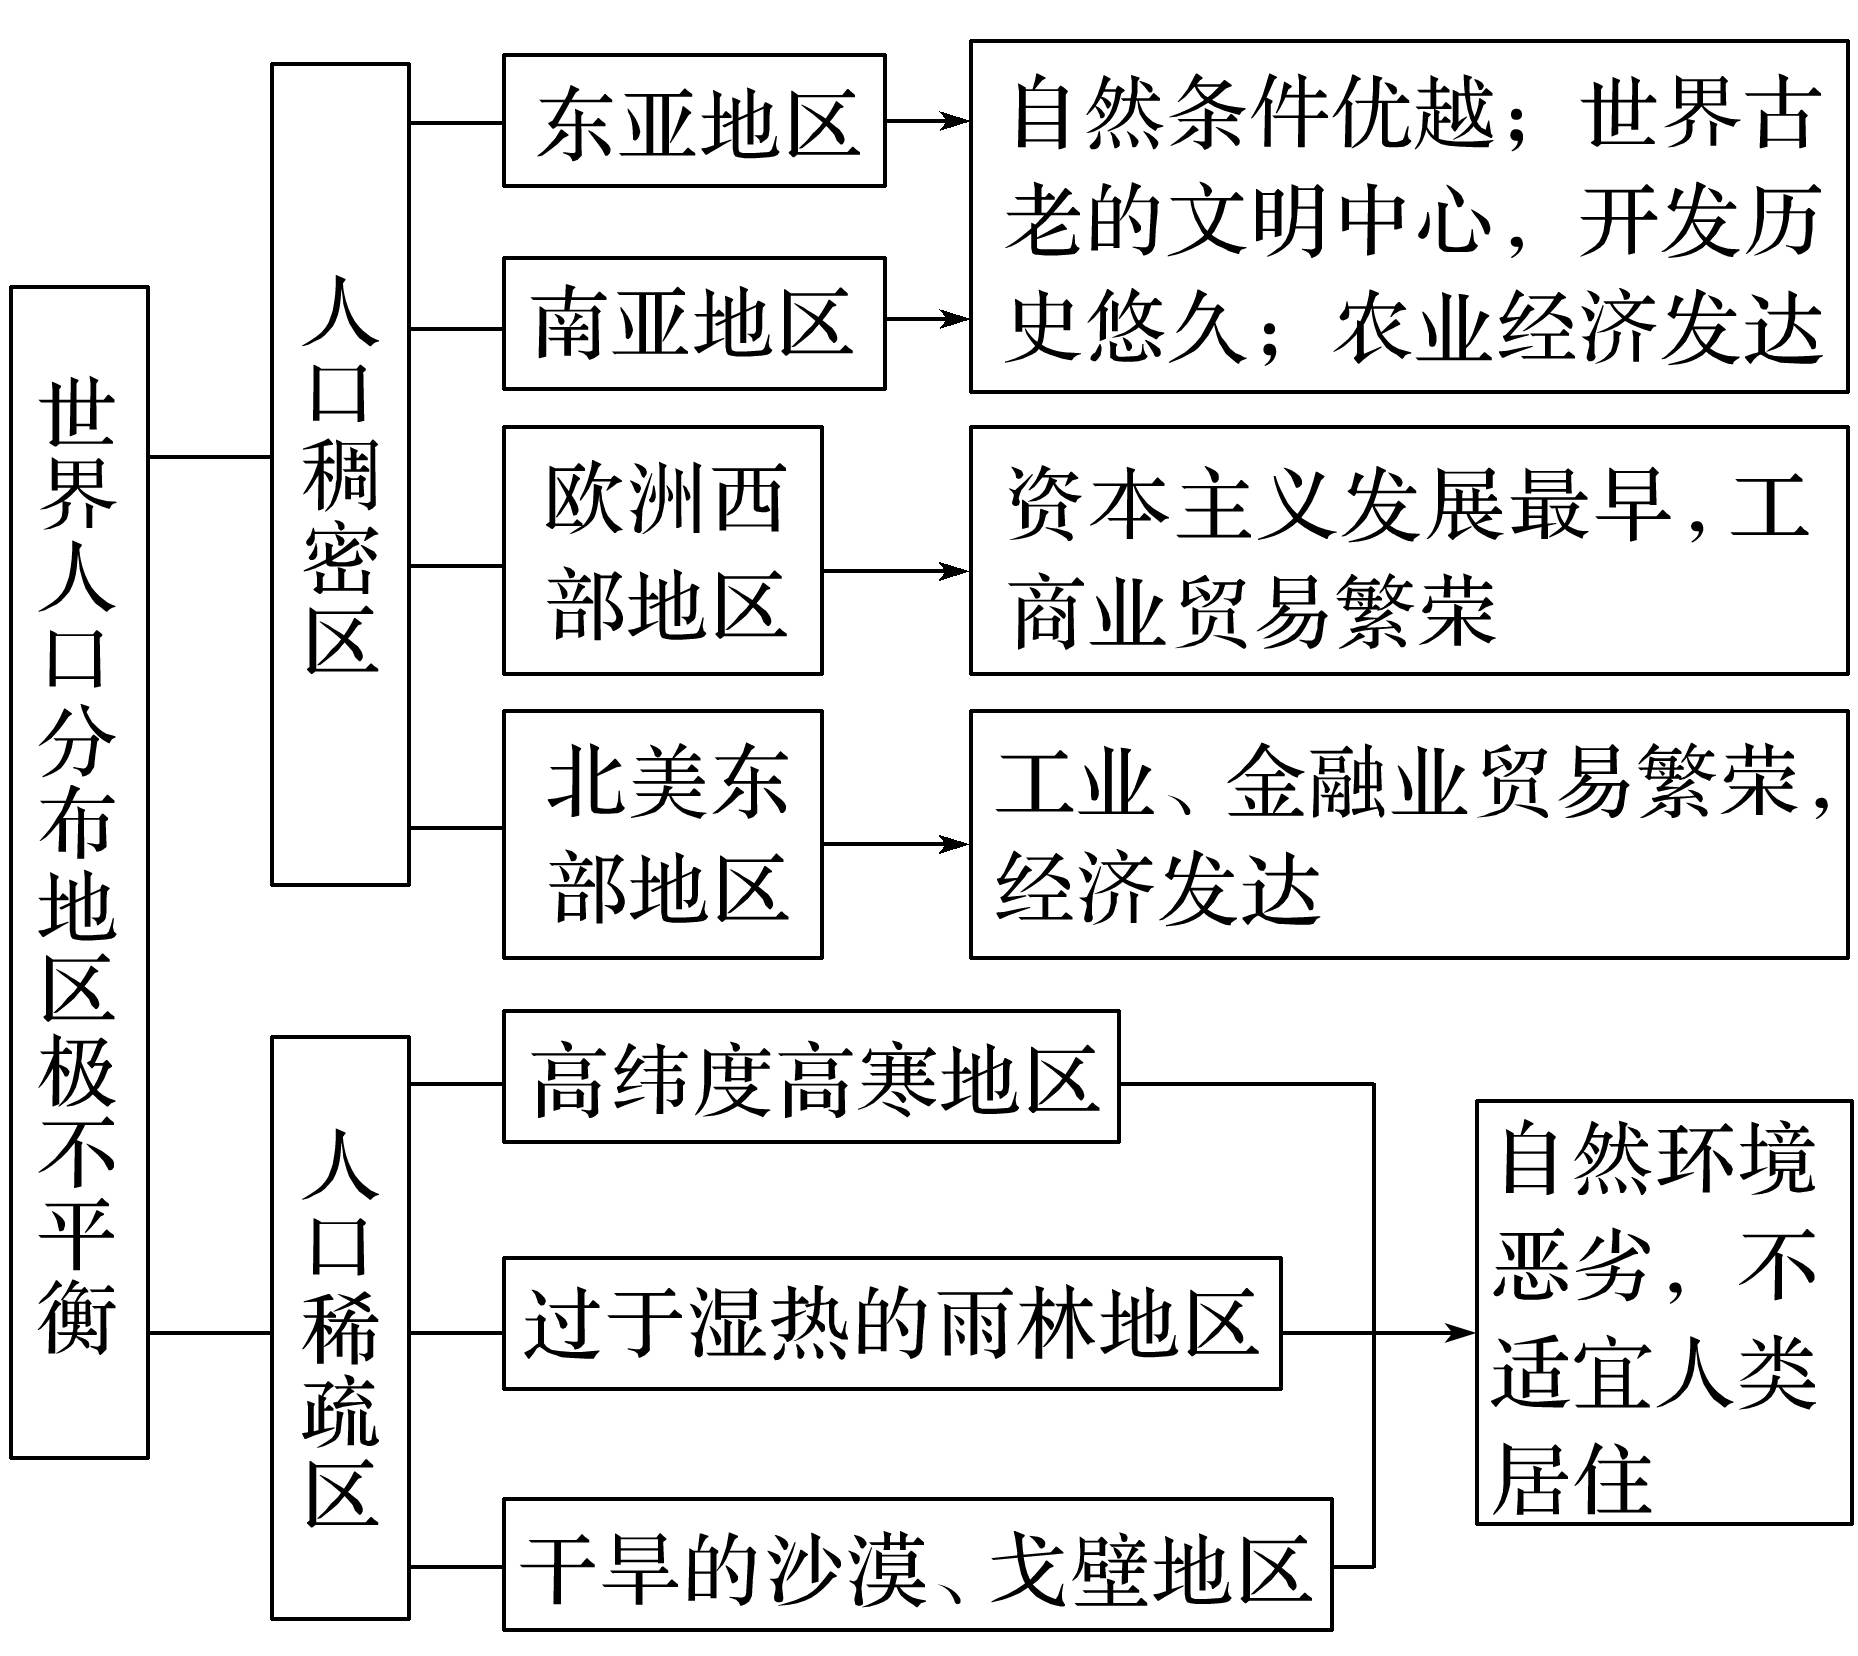 世界人口分布地区极不平衡
人口稠密区
东亚地区
南亚地区
自然条件优越；世界古
老的文明中心，开发历
史悠久；农业经济发达
欧洲西
部地区
资本主义发展最早，工
商业贸易繁荣
北美东
部地区
工业、金融业贸易繁荣，
经济发达
人口稀疏区
高纬度高寒地区
过于湿热的雨林地区
干旱的沙漠、戈壁地区
自然环境
恶劣，不
适宜人类
居住